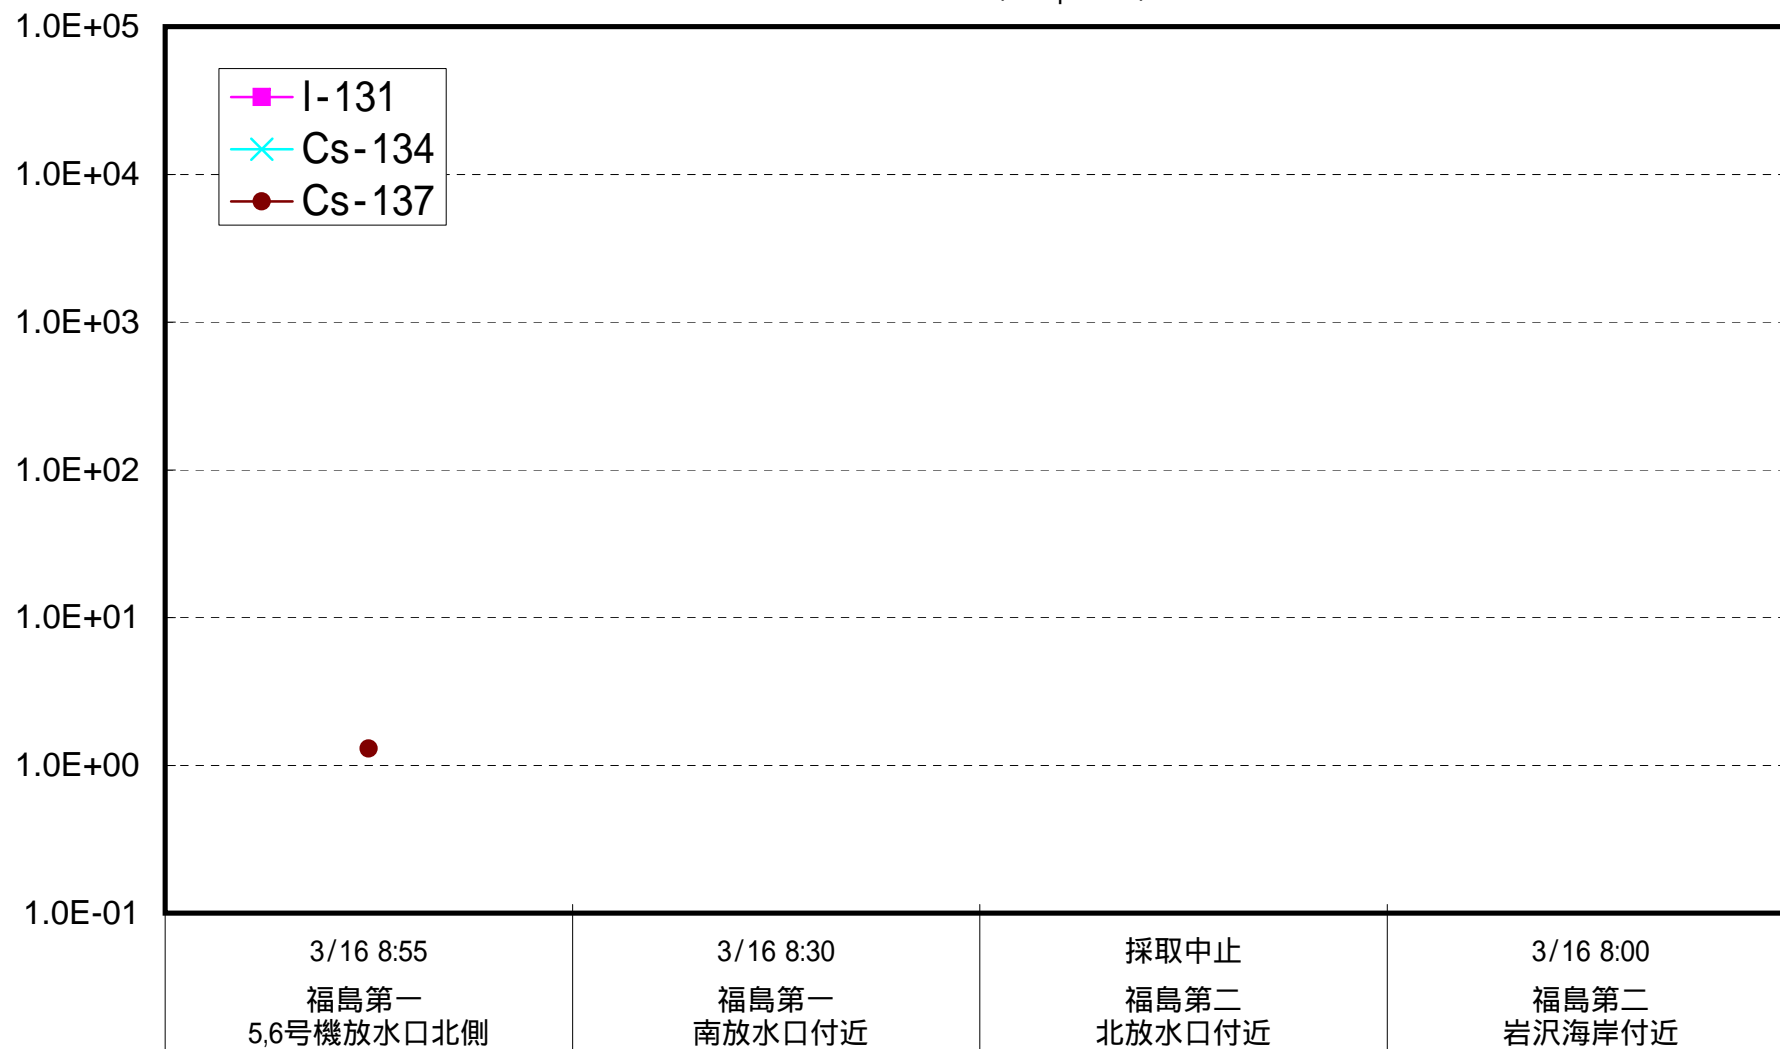 1.0E+05
I-131
Cs-134
Cs-137
1.0E+04
1.0E+03
1.0E+02
1.0E+01
1.0E+00
1.0E-01
3/16 8:55
福島第一
5,6号機放水口北側
3/16 8:30
福島第一
南放水口付近
採取中止
福島第二
北放水口付近
3/16 8:00
福島第二
岩沢海岸付近